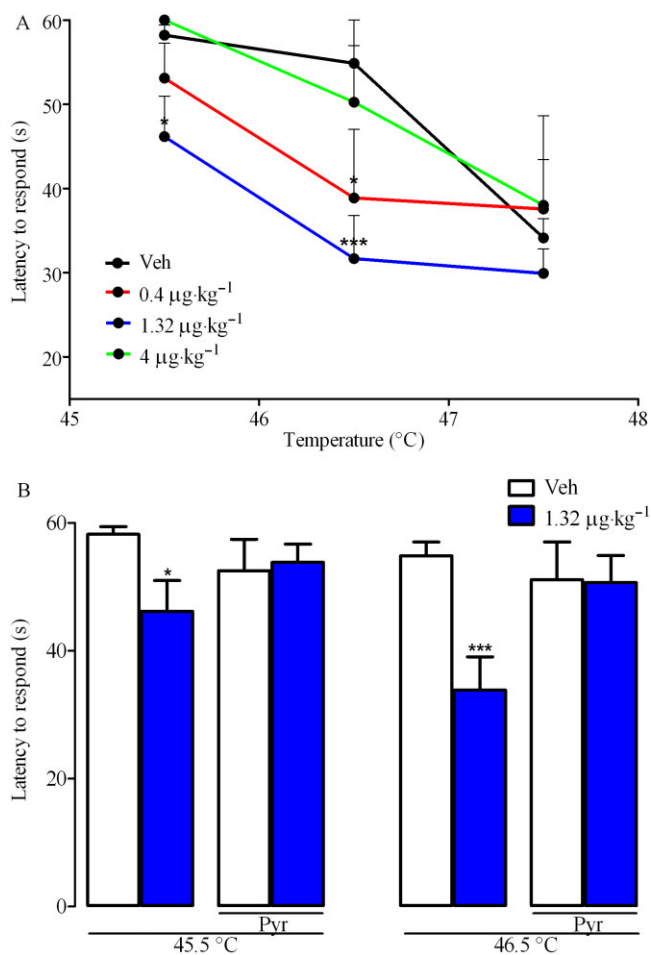 A
60
50
40
30
20
Latency to respond (s)
*
*
***
Veh
0.4 µg·kg⁻¹
1.32 µg·kg⁻¹
4 µg·kg⁻¹
45
46
47
48
Temperature (°C)
B
Veh
1.32 µg·kg⁻¹
60
40
20
0
Latency to respond (s)
*
***
Pyr
Pyr
45.5 °C
46.5 °C